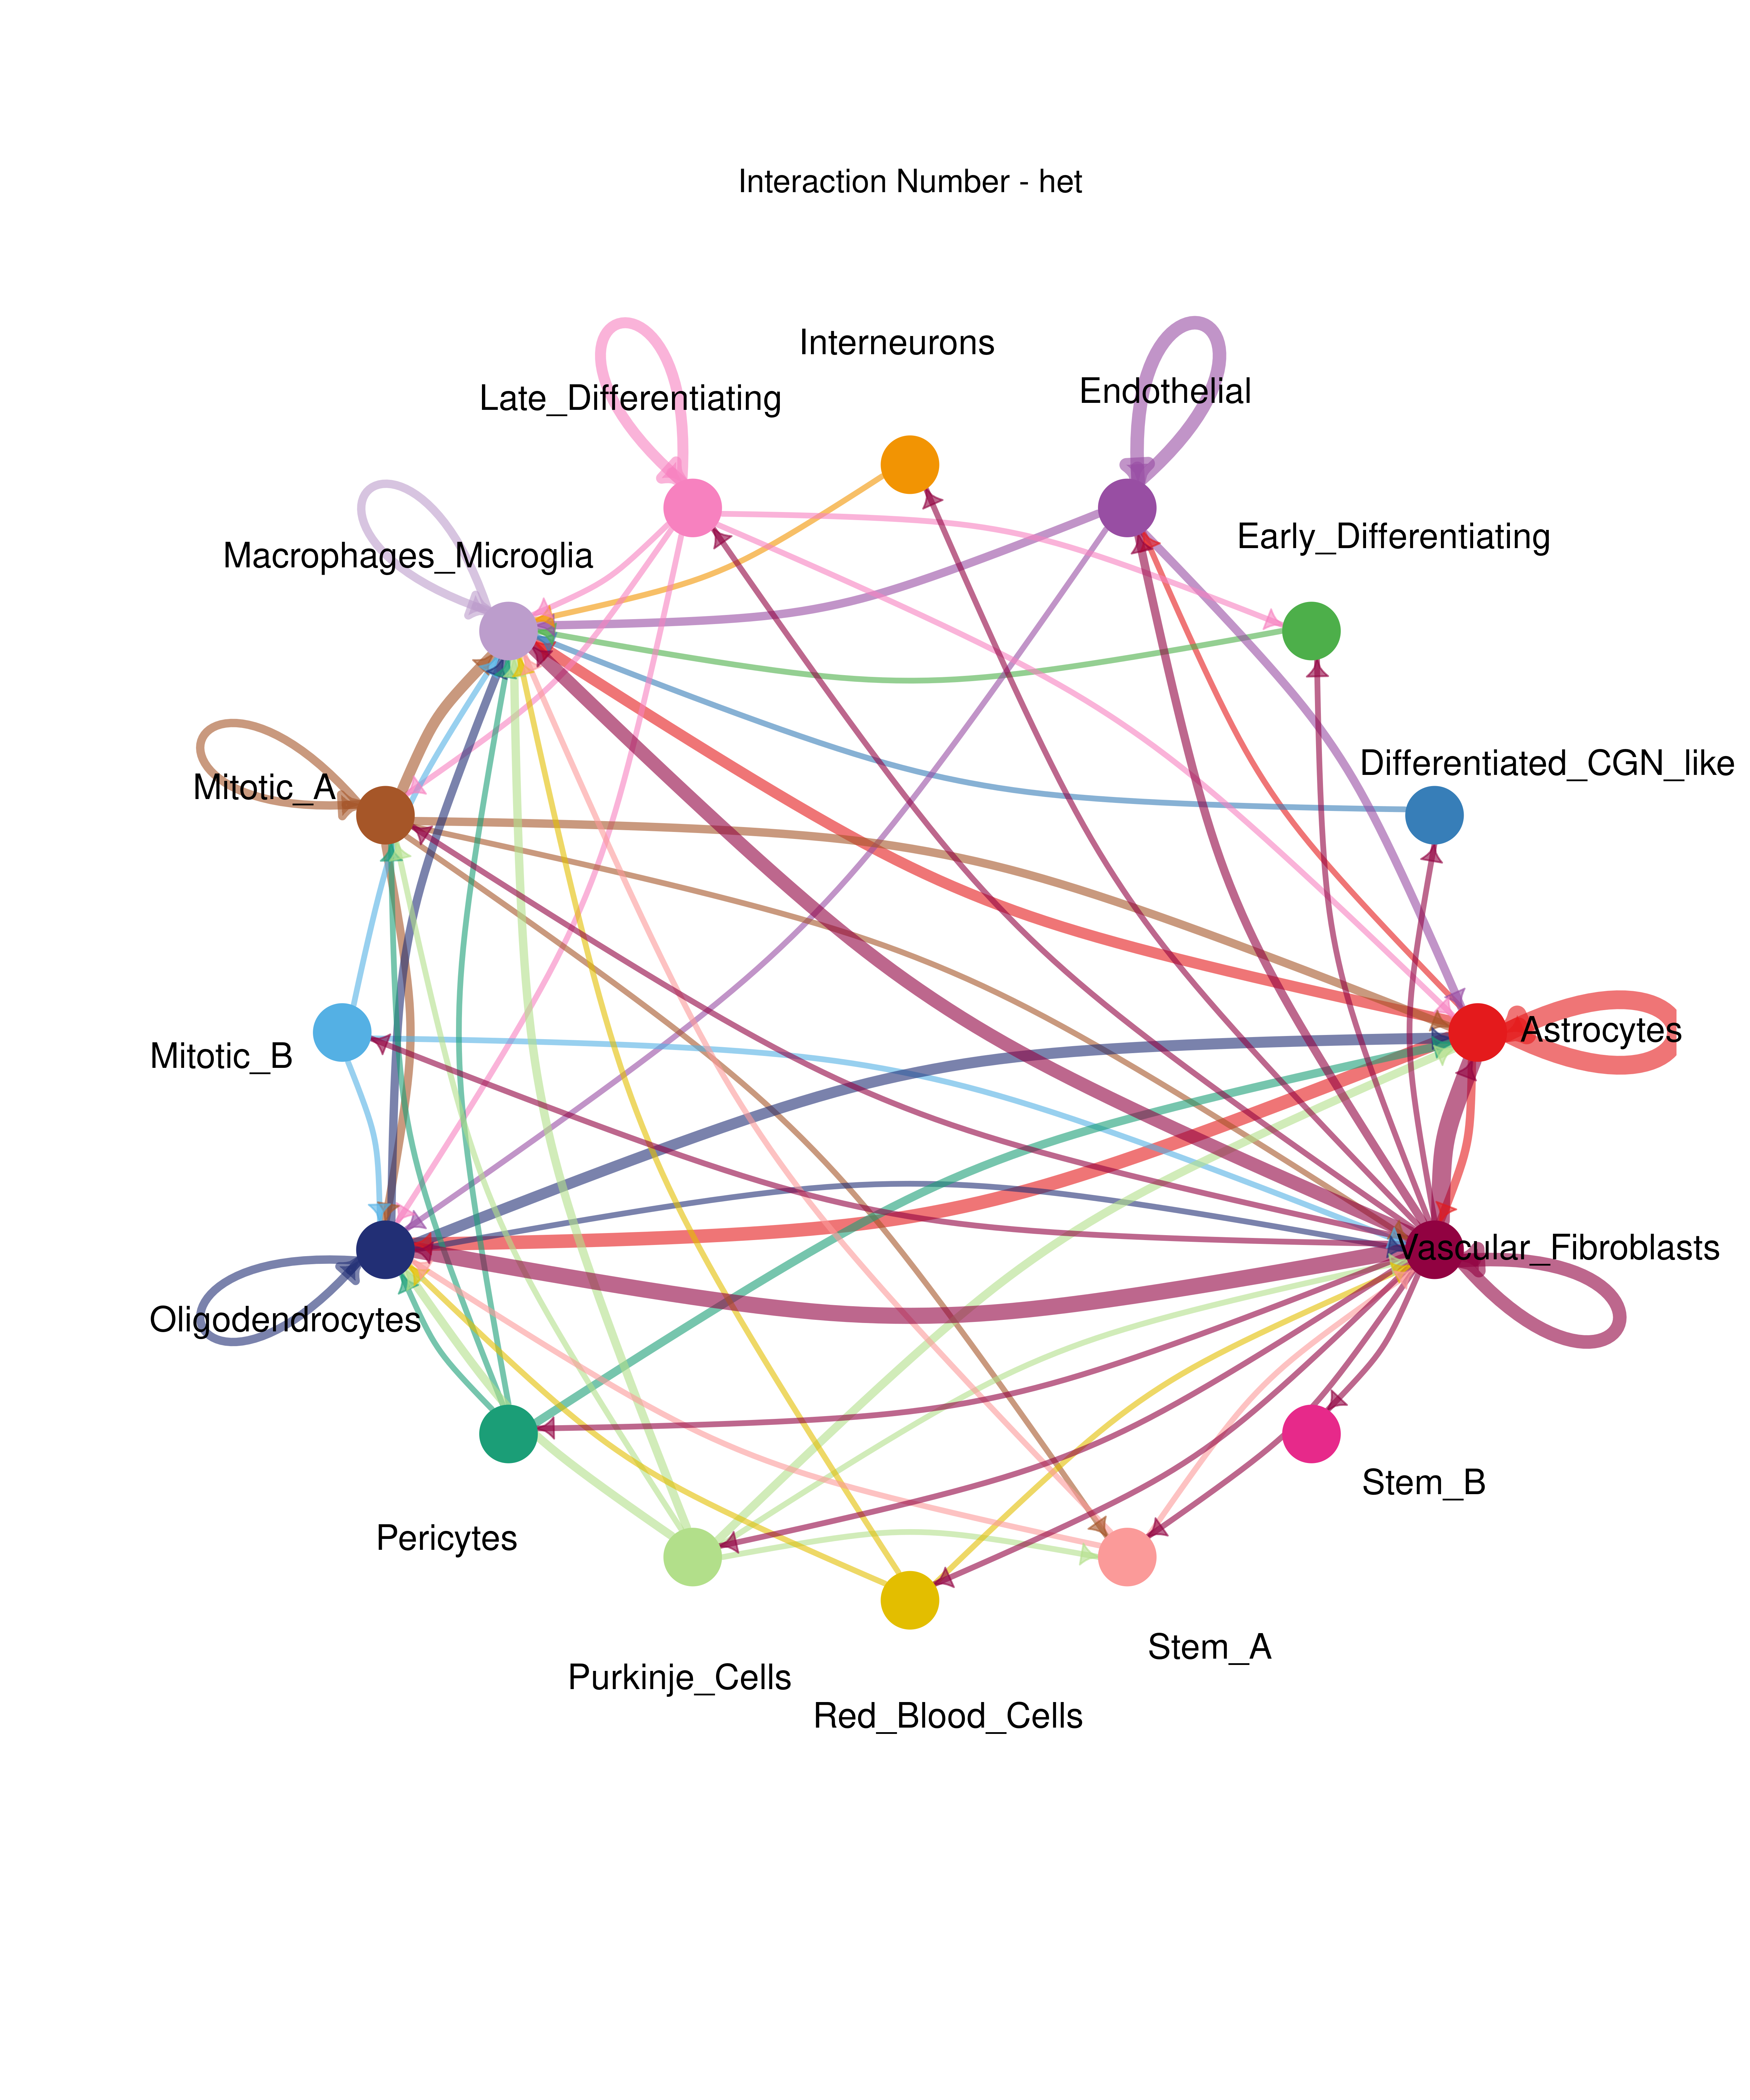 Interaction Number - het
Interneurons
Endothelial
Late_Differentiating
Early_Differentiating
Macrophages_Microglia
Differentiated_CGN_like
Mitotic_A
Astrocytes
Mitotic_B
Vascular_Fibroblasts
Oligodendrocytes
Stem_B
Pericytes
Stem_A
Purkinje_Cells
Red_Blood_Cells